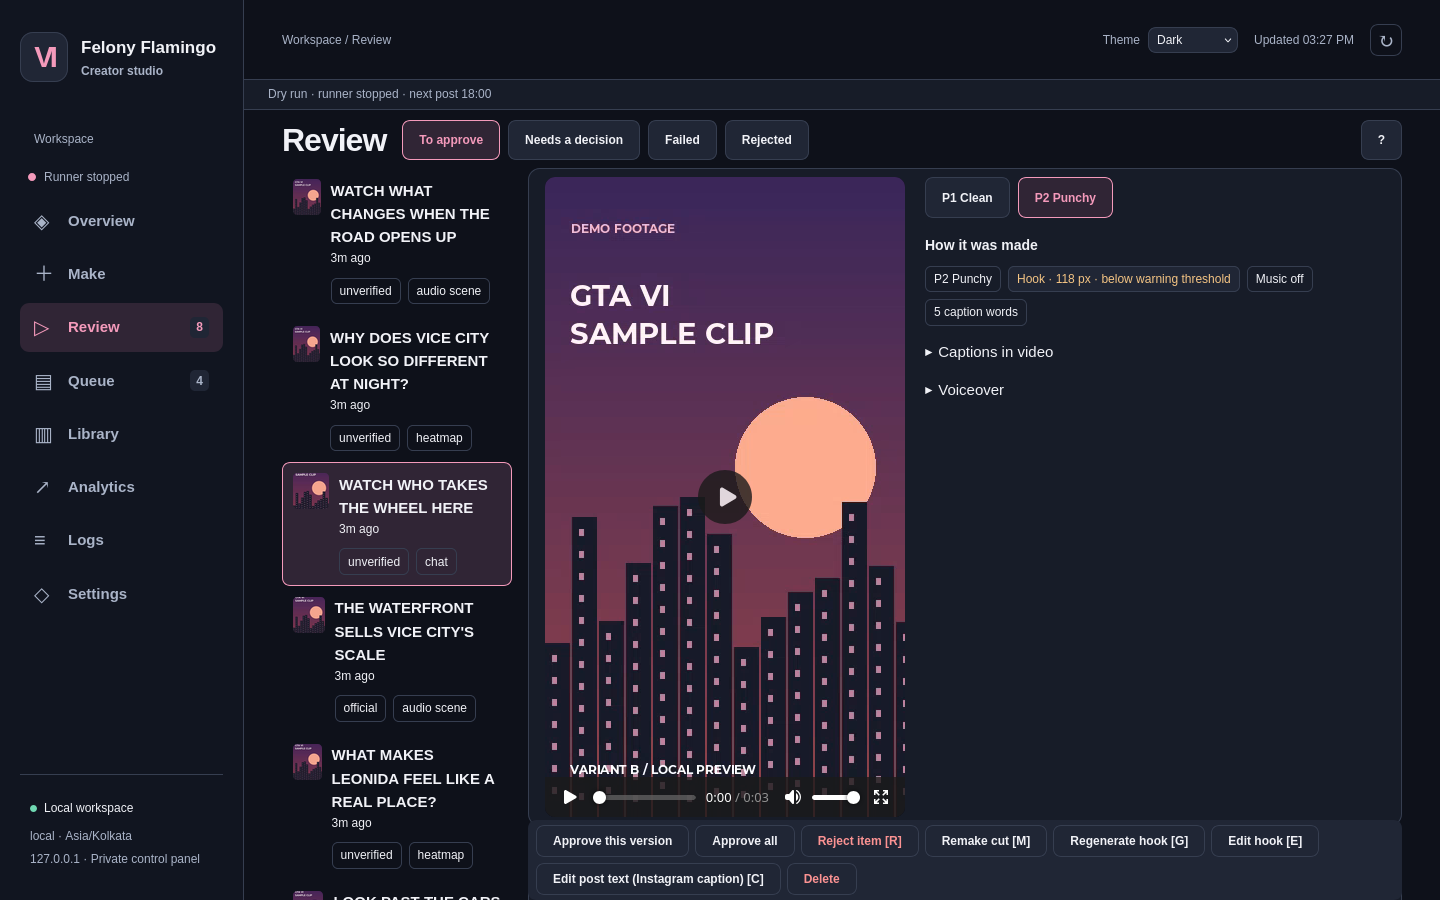 VI
Felony Flamingo
Creator studio
Workspace
Runner stopped
Overview
Make
Review 8
Queue 4
Library
Analytics
Logs
Settings
Local workspace
local · Asia/Kolkata
127.0.0.1 · Private control panel
Workspace / Review
Theme Dark Updated 03:27 PM
Dry run · runner stopped · next post 18:00
Review To approve Needs a decision Failed Rejected ?
WATCH WHAT
CHANGES WHEN THE
ROAD OPENS UP
3m ago
unverified audio scene
WHY DOES VICE CITY
LOOK SO DIFFERENT
AT NIGHT?
3m ago
unverified heatmap
WATCH WHO TAKES
THE WHEEL HERE
3m ago
unverified chat
THE WATERFRONT
SELLS VICE CITY'S
SCALE
3m ago
official audio scene
WHAT MAKES
LEONIDA FEEL LIKE A
REAL PLACE?
3m ago
unverified heatmap
LOOK PAST THE CARS
DEMO FOOTAGE
GTA VI
SAMPLE CLIP
VARIANT B / LOCAL PREVIEW
0:00 / 0:03
P1 Clean P2 Punchy
How it was made
P2 Punchy Hook · 118 px · below warning threshold Music off
5 caption words
Captions in video
Voiceover
Approve this version Approve all Reject item [R] Remake cut [M] Regenerate hook [G] Edit hook [E]
Edit post text (Instagram caption) [C] Delete